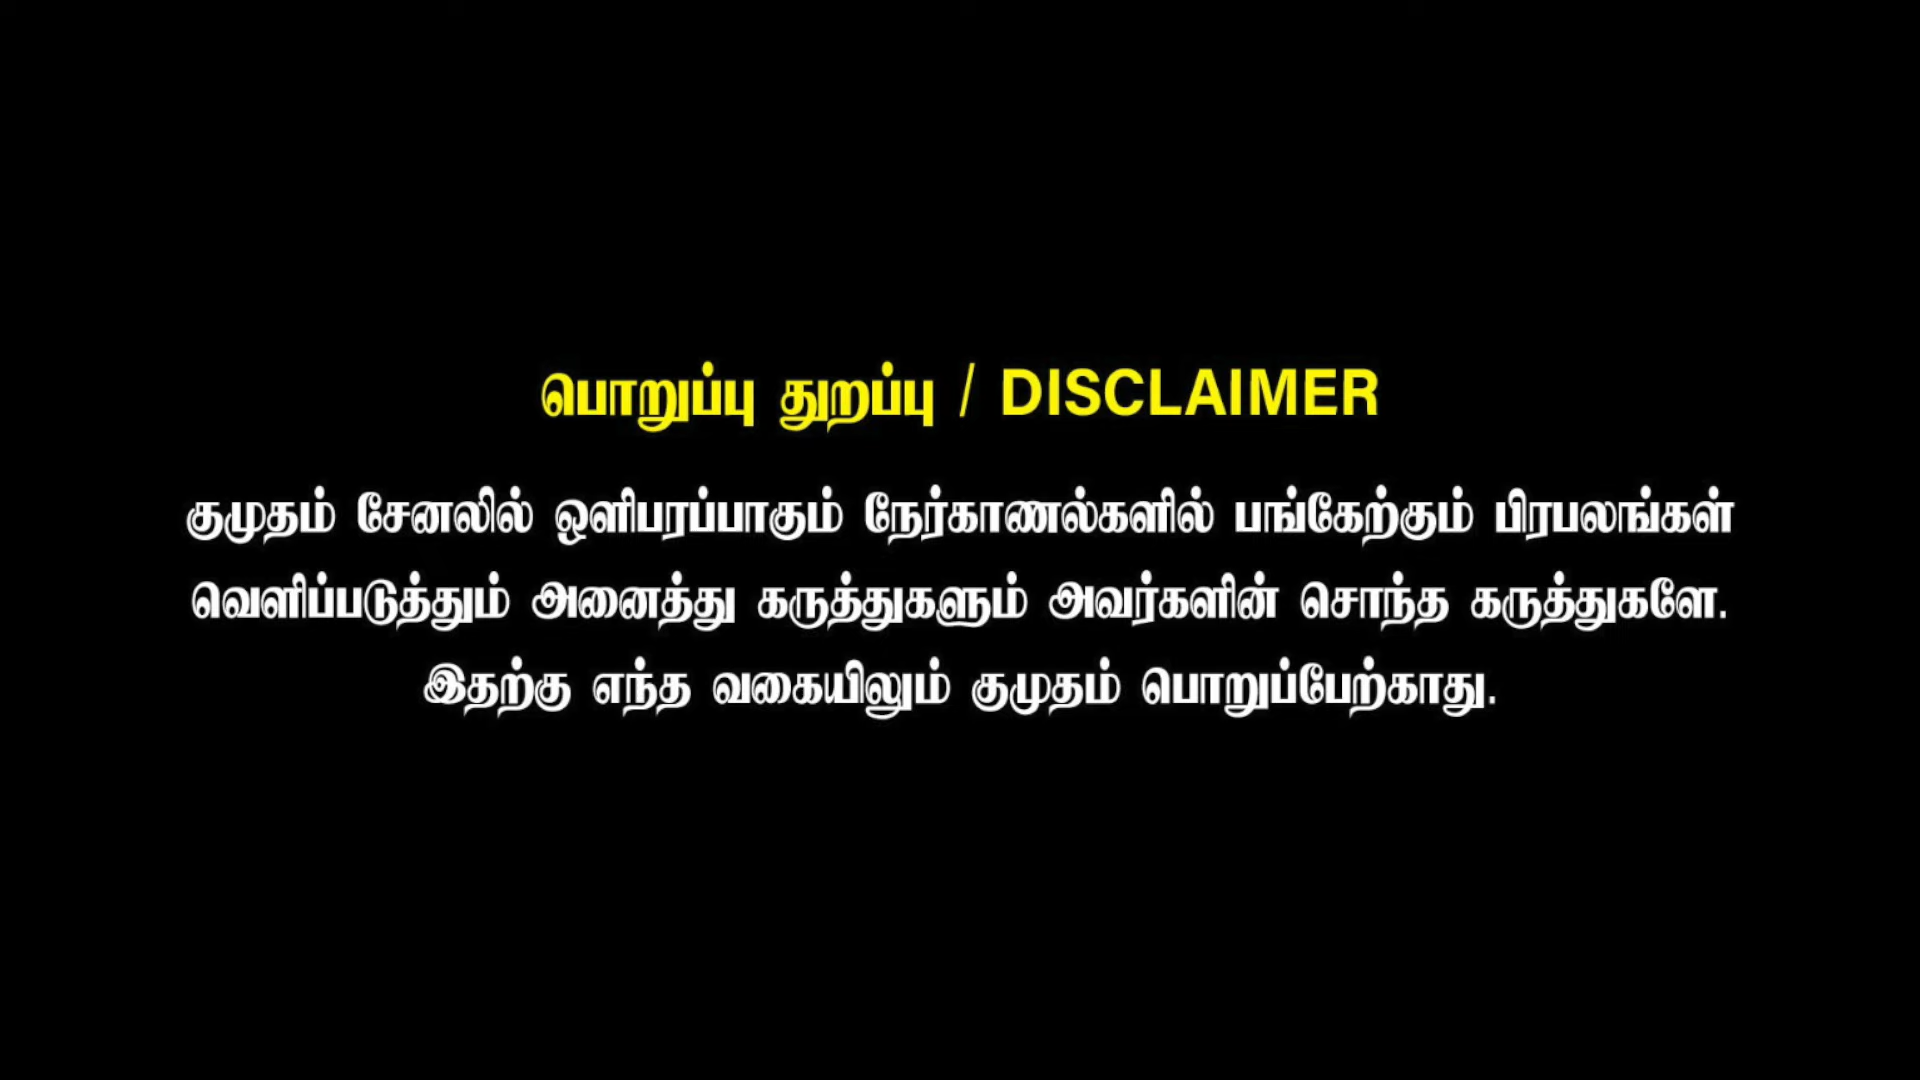 பொறுப்பு துறப்பு / DISCLAIMER
குமுதம் சேனலில் ஒளிபரப்பாகும் நேர்காணல்களில் பங்கேற்கும் பிரபலங்கள்
வெளிப்படுத்தும் அனைத்து கருத்துகளும் அவர்களின் சொந்த கருத்துகளே.
இதற்கு எந்த வகையிலும் குமுதம் பொறுப்பேற்காது.